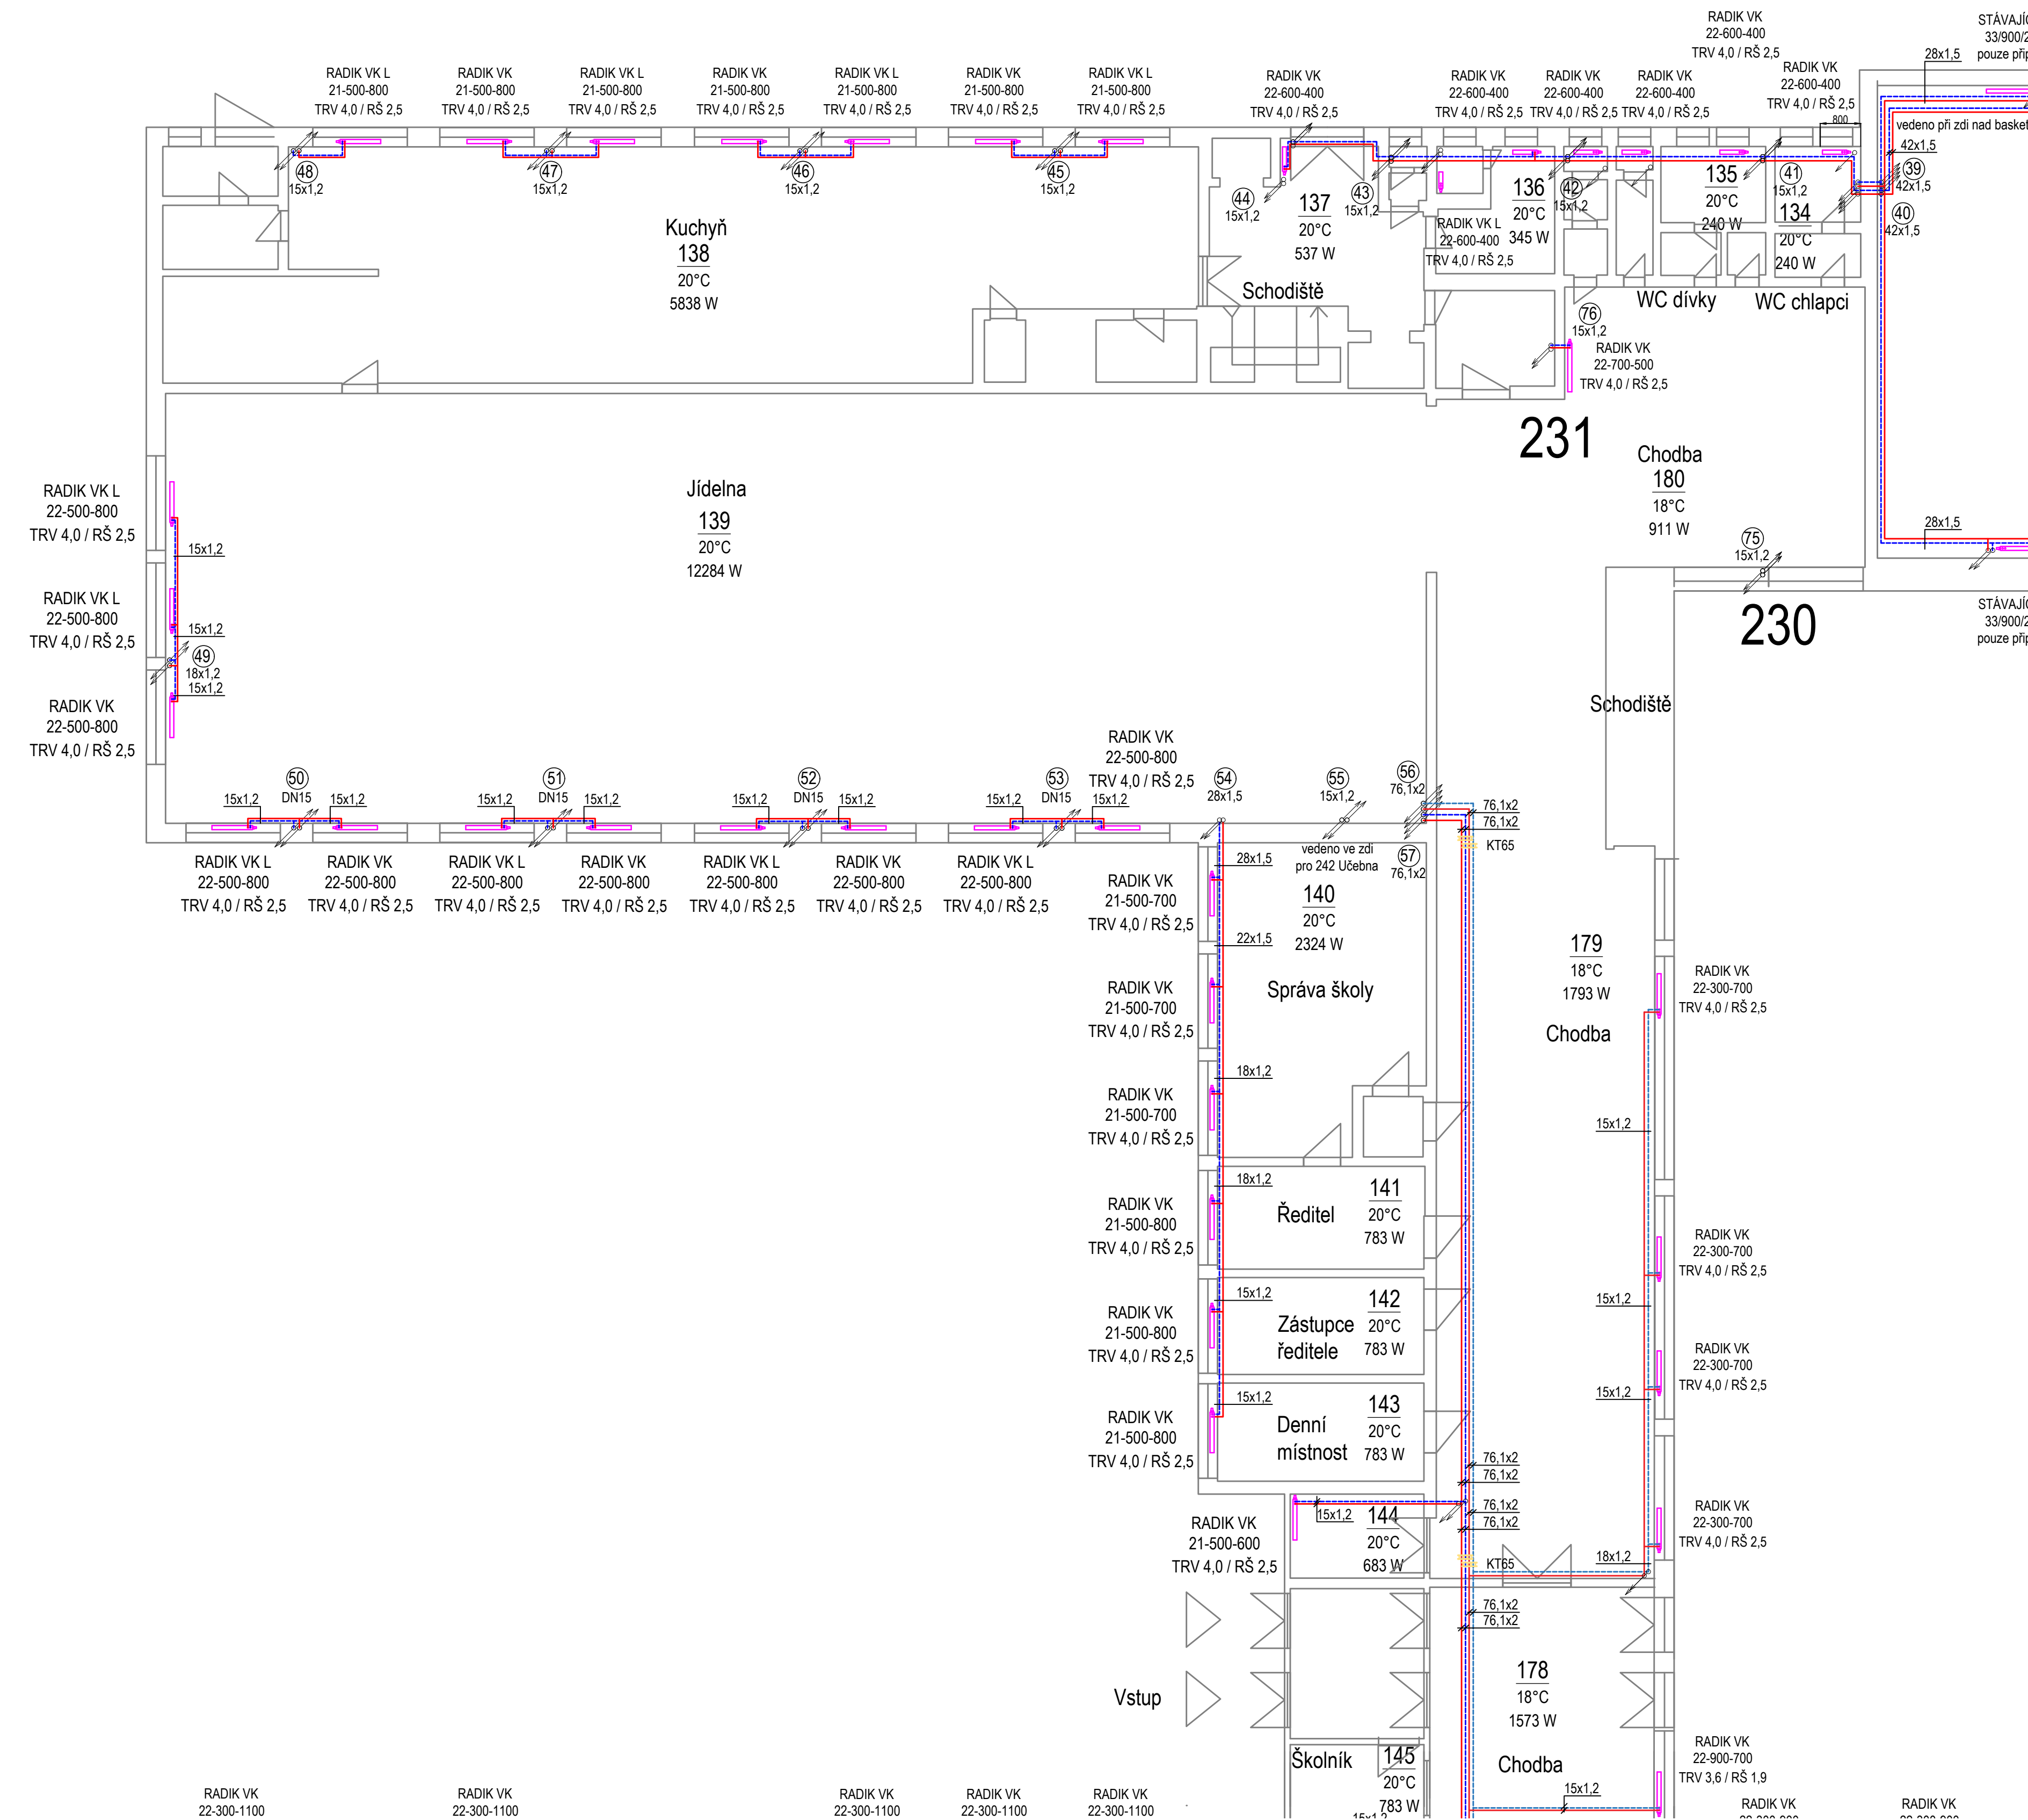 RADIK VK
22-600-400
TRV 4,0 / RŠ 2,5
28x1,5
33/900/2
RADIK VK L
21-500-800
TRV 4,0 / RŠ 2,5
RADIK VK
21-500-800
TRV 4,0 / RŠ 2,5
RADIK VK L
21-500-800
TRV 4,0 / RŠ 2,5
RADIK VK
21-500-800
TRV 4,0 / RŠ 2,5
RADIK VK L
21-500-800
TRV 4,0 / RŠ 2,5
RADIK VK
21-500-800
TRV 4,0 / RŠ 2,5
RADIK VK L
21-500-800
TRV 4,0 / RŠ 2,5
RADIK VK
22-600-400
TRV 4,0 / RŠ 2,5
RADIK VK
22-600-400
TRV 4,0 / RŠ 2,5
RADIK VK
22-600-400
TRV 4,0 / RŠ 2,5
RADIK VK
22-600-400
TRV 4,0 / RŠ 2,5
RADIK VK
22-600-400
TRV 4,0 / RŠ 2,5
800
vedeno při zdi nad basket
42x1,5
48
15x1,2
47
15x1,2
46
15x1,2
45
15x1,2
44
15x1,2
137
20°C
537 W
Schodiště
43
15x1,2
RADIK VK L
22-600-400
TRV 4,0 / RŠ 2,5
136
20°C
345 W
42
15x1,2
135
20°C
240 W
WC dívky
41
15x1,2
134
20°C
240 W
WC chlapci
39
42x1,5
40
42x1,5
Kuchyň
138
20°C
5838 W
76
15x1,2
RADIK VK
22-700-500
TRV 4,0 / RŠ 2,5
231
Chodba
180
18°C
911 W
75
15x1,2
230
28x1,5
33/900/2
Jídelna
139
20°C
12284 W
RADIK VK L
22-500-800
TRV 4,0 / RŠ 2,5
15x1,2
RADIK VK L
22-500-800
TRV 4,0 / RŠ 2,5
15x1,2
49
18x1,2
15x1,2
RADIK VK
22-500-800
TRV 4,0 / RŠ 2,5
Schodiště
RADIK VK
22-500-800
TRV 4,0 / RŠ 2,5
50
DN15
15x1,2
15x1,2
51
DN15
15x1,2
15x1,2
52
DN15
15x1,2
15x1,2
53
DN15
15x1,2
15x1,2
54
28x1,5
55
15x1,2
56
76,1x2
76,1x2
76,1x2
KT65
RADIK VK L
22-500-800
TRV 4,0 / RŠ 2,5
RADIK VK
22-500-800
TRV 4,0 / RŠ 2,5
RADIK VK L
22-500-800
TRV 4,0 / RŠ 2,5
RADIK VK
22-500-800
TRV 4,0 / RŠ 2,5
RADIK VK L
22-500-800
TRV 4,0 / RŠ 2,5
RADIK VK
22-500-800
TRV 4,0 / RŠ 2,5
RADIK VK L
22-500-800
TRV 4,0 / RŠ 2,5
vedeno ve zdi
pro 242 Učebna
57
76,1x2
28x1,5
140
20°C
2324 W
Správa školy
22x1,5
RADIK VK
21-500-700
TRV 4,0 / RŠ 2,5
RADIK VK
21-500-700
TRV 4,0 / RŠ 2,5
18x1,2
RADIK VK
21-500-700
TRV 4,0 / RŠ 2,5
179
18°C
1793 W
Chodba
RADIK VK
22-300-700
TRV 4,0 / RŠ 2,5
15x1,2
18x1,2
RADIK VK
21-500-800
TRV 4,0 / RŠ 2,5
Ředitel
141
20°C
783 W
RADIK VK
22-300-700
TRV 4,0 / RŠ 2,5
15x1,2
15x1,2
RADIK VK
21-500-800
TRV 4,0 / RŠ 2,5
Zástupce
ředitele
142
20°C
783 W
RADIK VK
22-300-700
TRV 4,0 / RŠ 2,5
15x1,2
15x1,2
RADIK VK
21-500-800
TRV 4,0 / RŠ 2,5
Denní
místnost
143
20°C
783 W
76,1x2
76,1x2
76,1x2
76,1x2
KT65
15x1,2
144
20°C
683 W
RADIK VK
21-500-600
TRV 4,0 / RŠ 2,5
RADIK VK
22-300-700
TRV 4,0 / RŠ 2,5
18x1,2
76,1x2
76,1x2
178
18°C
1573 W
Chodba
Vstup
Školník
145
20°C
783 W
15x1,2
RADIK VK
22-900-700
TRV 3,6 / RŠ 1,9
15x1,2
RADIK VK
22-300-1100
RADIK VK
22-300-1100
RADIK VK
22-300-1100
RADIK VK
22-300-1100
RADIK VK
22-300-1100
RADIK VK
RADIK VK